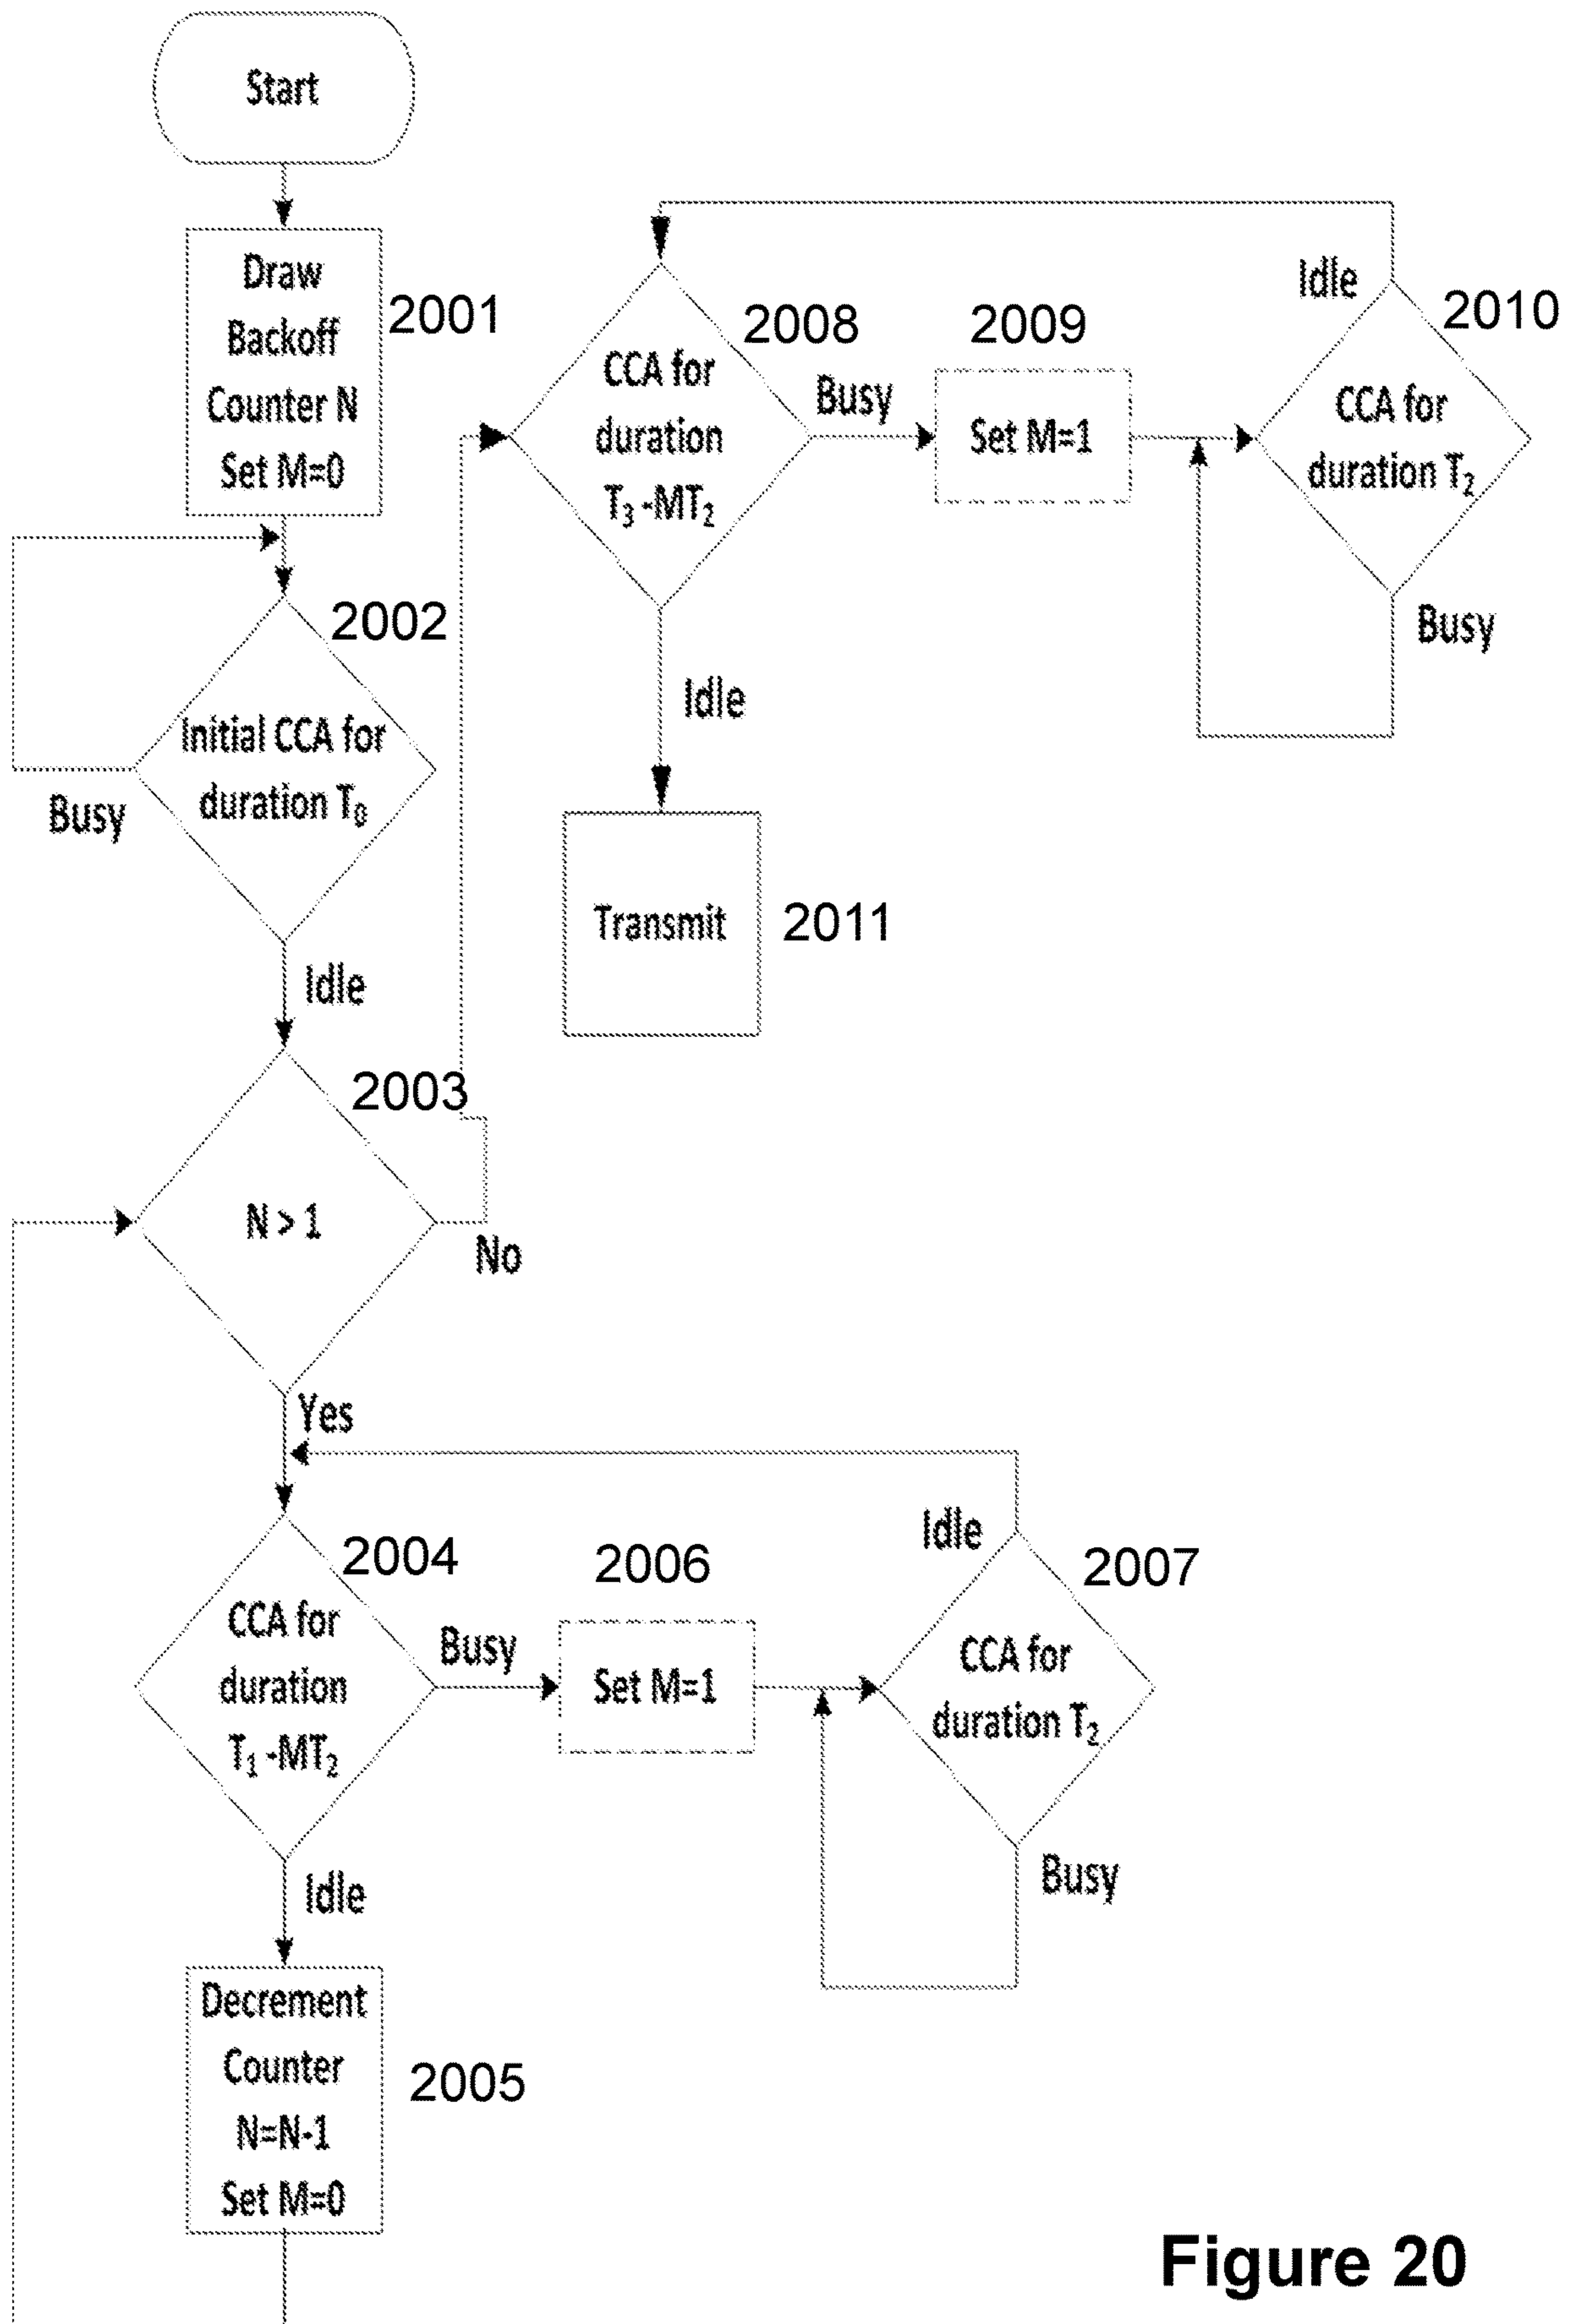 Start
Draw
Backoff
Counter N
Set M=0
2001
2002
Initial CCA for
duration T₀
Busy
Idle
2003
N > 1
No
Yes
2004
CCA for
duration
T₁ -MT₂
Busy
Idle
2006
Set M=1
2007
Idle
CCA for
duration T₂
Busy
Decrement
Counter
N=N-1
Set M=0
2005
2008
CCA for
duration
T₃ -MT₂
Busy
Idle
2009
Set M=1
2010
Idle
CCA for
duration T₂
Busy
Transmit
2011
Figure 20